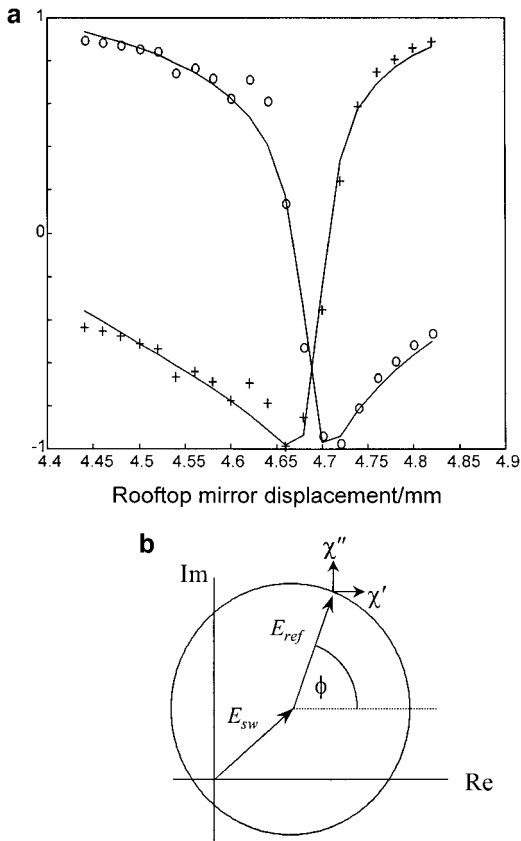 a
1
0
-1
4.4 4.45 4.5 4.55 4.6 4.65 4.7 4.75 4.8 4.85 4.9
Rooftop mirror displacement/mm
b
χ″
Im
χ′
E_ref
ϕ
E_sw
Re